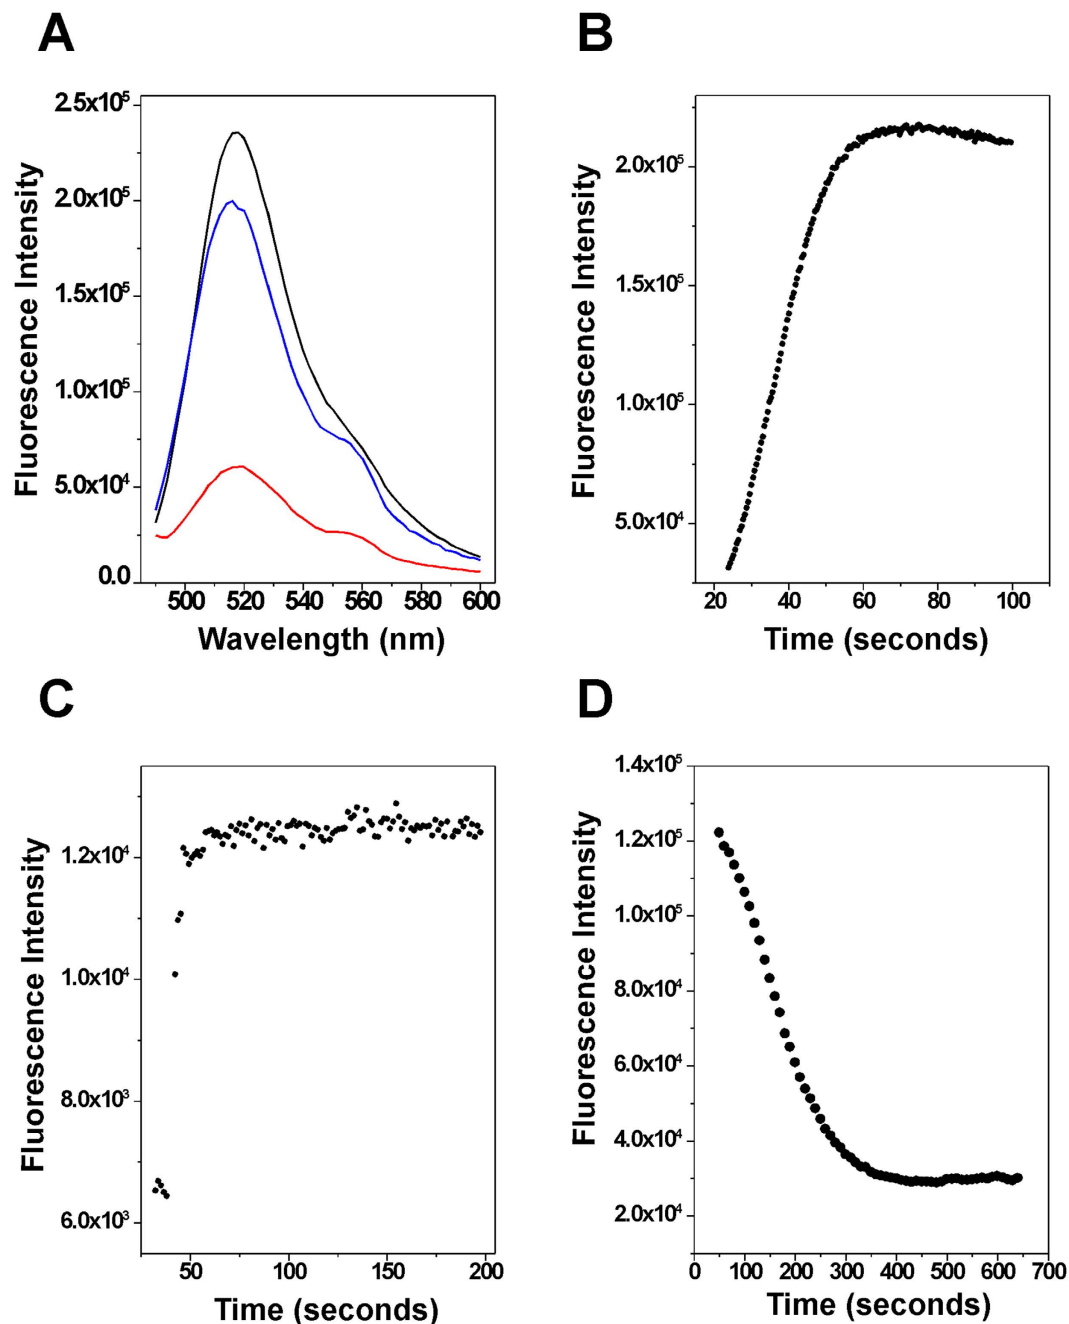 A
2.5x10⁵
2.0x10⁵
1.5x10⁵
1.0x10⁵
5.0x10⁴
0.0
500 520 540 560 580 600
Wavelength (nm)
Fluorescence Intensity
B
2.0x10⁵
1.5x10⁵
1.0x10⁵
5.0x10⁴
20 40 60 80 100
Time (seconds)
Fluorescence Intensity
C
1.2x10⁴
1.0x10⁴
8.0x10³
6.0x10³
50 100 150 200
Time (seconds)
Fluorescence Intensity
D
1.4x10⁵
1.2x10⁵
1.0x10⁵
8.0x10⁴
6.0x10⁴
4.0x10⁴
2.0x10⁴
0 100 200 300 400 500 600 700
Time (seconds)
Fluorescence Intensity